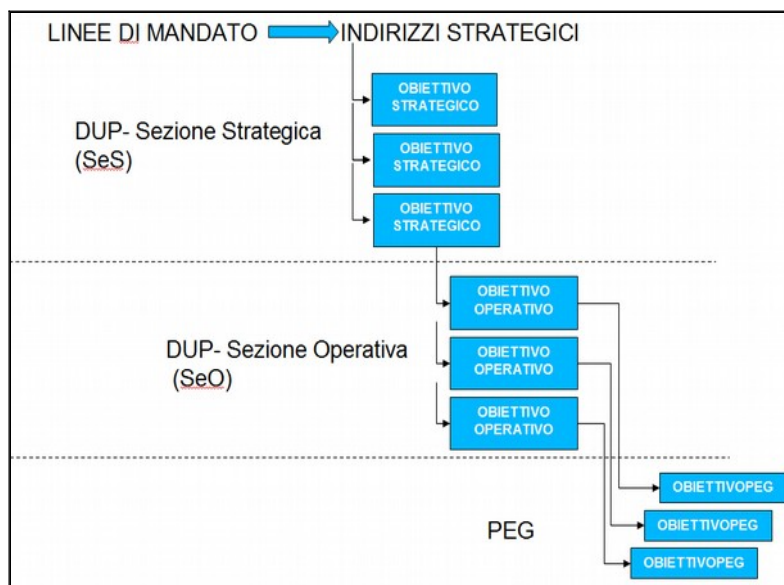 LINEE DI MANDATO
INDIRIZZI STRATEGICI
OBIETTIVO
STRATEGICO
DUP- Sezione Strategica
(SeS)
OBIETTIVO
STRATEGICO
OBIETTIVO
STRATEGICO
OBIETTIVO
OPERATIVO
DUP- Sezione Operativa
(SeO)
OBIETTIVO
OPERATIVO
OBIETTIVO
OPERATIVO
OBIETTIVOPEG
PEG
OBIETTIVOPEG
OBIETTIVOPEG